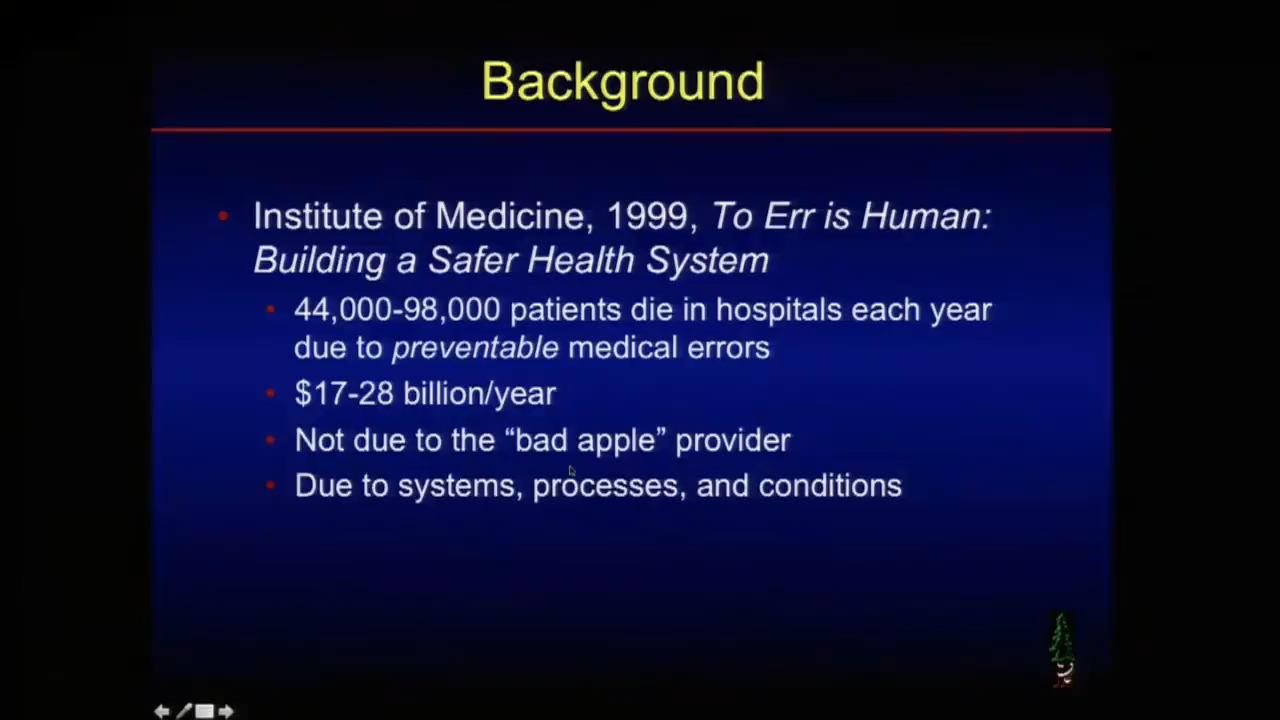 Background
• Institute of Medicine, 1999, To Err is Human:
Building a Safer Health System
• 44,000-98,000 patients die in hospitals each year
due to preventable medical errors
• $17-28 billion/year
• Not due to the “bad apple” provider
• Due to systems, processes, and conditions